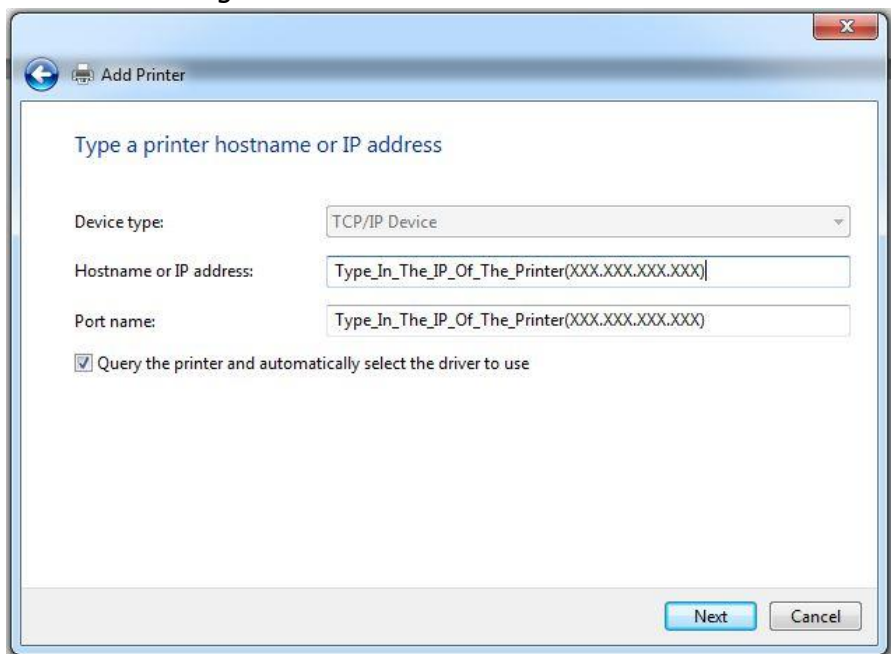 Add Printer
Type a printer hostname or IP address
Device type: TCP/IP Device
Hostname or IP address: Type_In_The_IP_Of_The_Printer(XXX.XXX.XXX.XXX)
Port name: Type_In_The_IP_Of_The_Printer(XXX.XXX.XXX.XXX)
Query the printer and automatically select the driver to use
Next Cancel